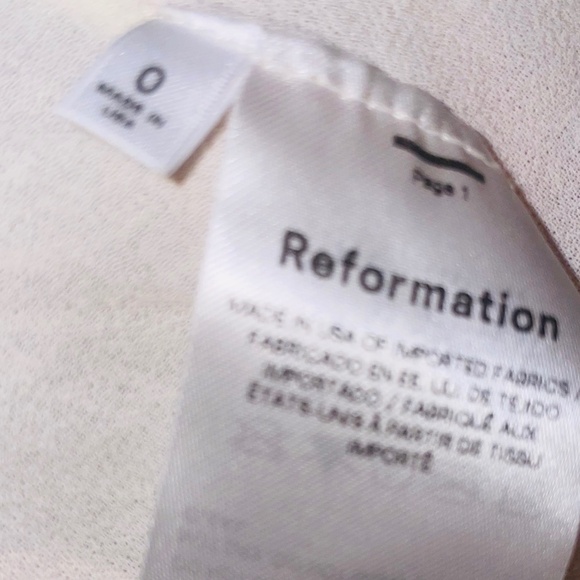 0
MADE IN
USA
Page 1
Reformation
MADE IN USA OF IMPORTED FABRICS /
FABRICADO EN EE. UU. DE TEJIDO
IMPORTADO / FABRIQUÉ AUX
ÉTATS-UNIS À PARTIR DE TISSU
IMPORTÉ